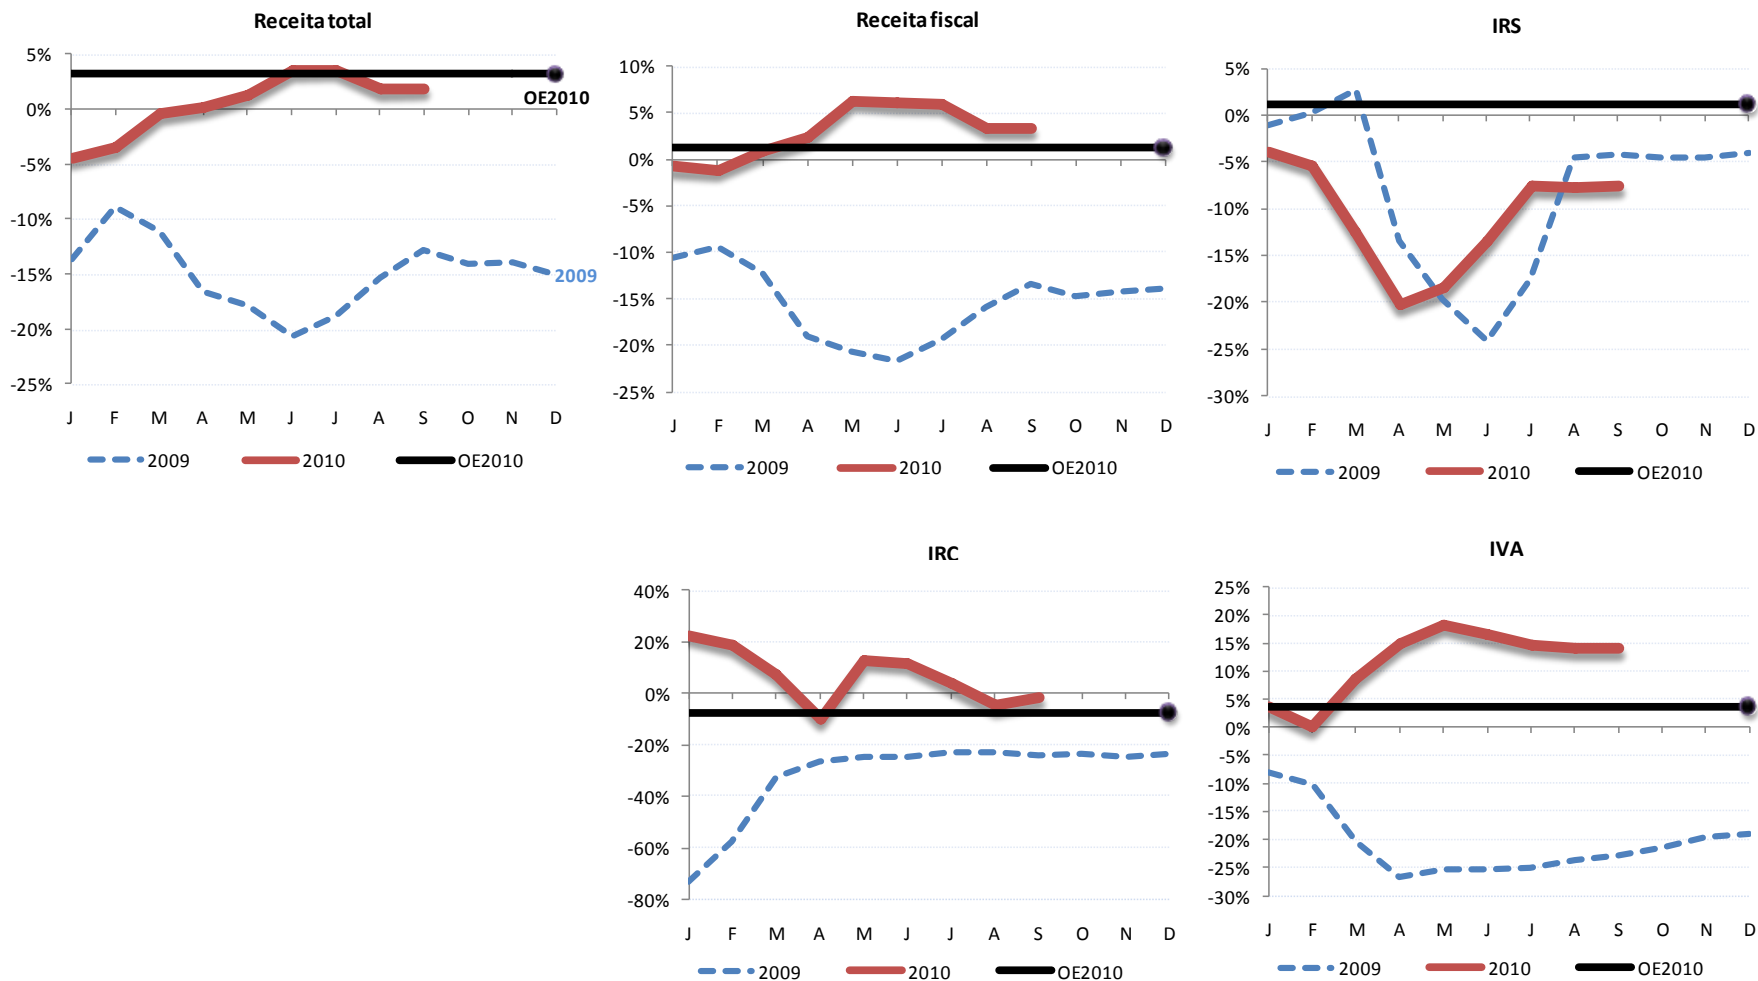 Receita total
5%
0%
-5%
-10%
-15%
-20%
-25%
OE2010
2009
J F M A M J J A S O N D
2009 2010 OE2010
Receita fiscal
10%
5%
0%
-5%
-10%
-15%
-20%
-25%
J F M A M J J A S O N D
2009 2010 OE2010
IRS
5%
0%
-5%
-10%
-15%
-20%
-25%
-30%
J F M A M J J A S O N D
2009 2010 OE2010
IRC
40%
20%
0%
-20%
-40%
-60%
-80%
J F M A M J J A S O N D
2009 2010 OE2010
IVA
25%
20%
15%
10%
5%
0%
-5%
-10%
-15%
-20%
-25%
-30%
J F M A M J J A S O N D
2009 2010 OE2010